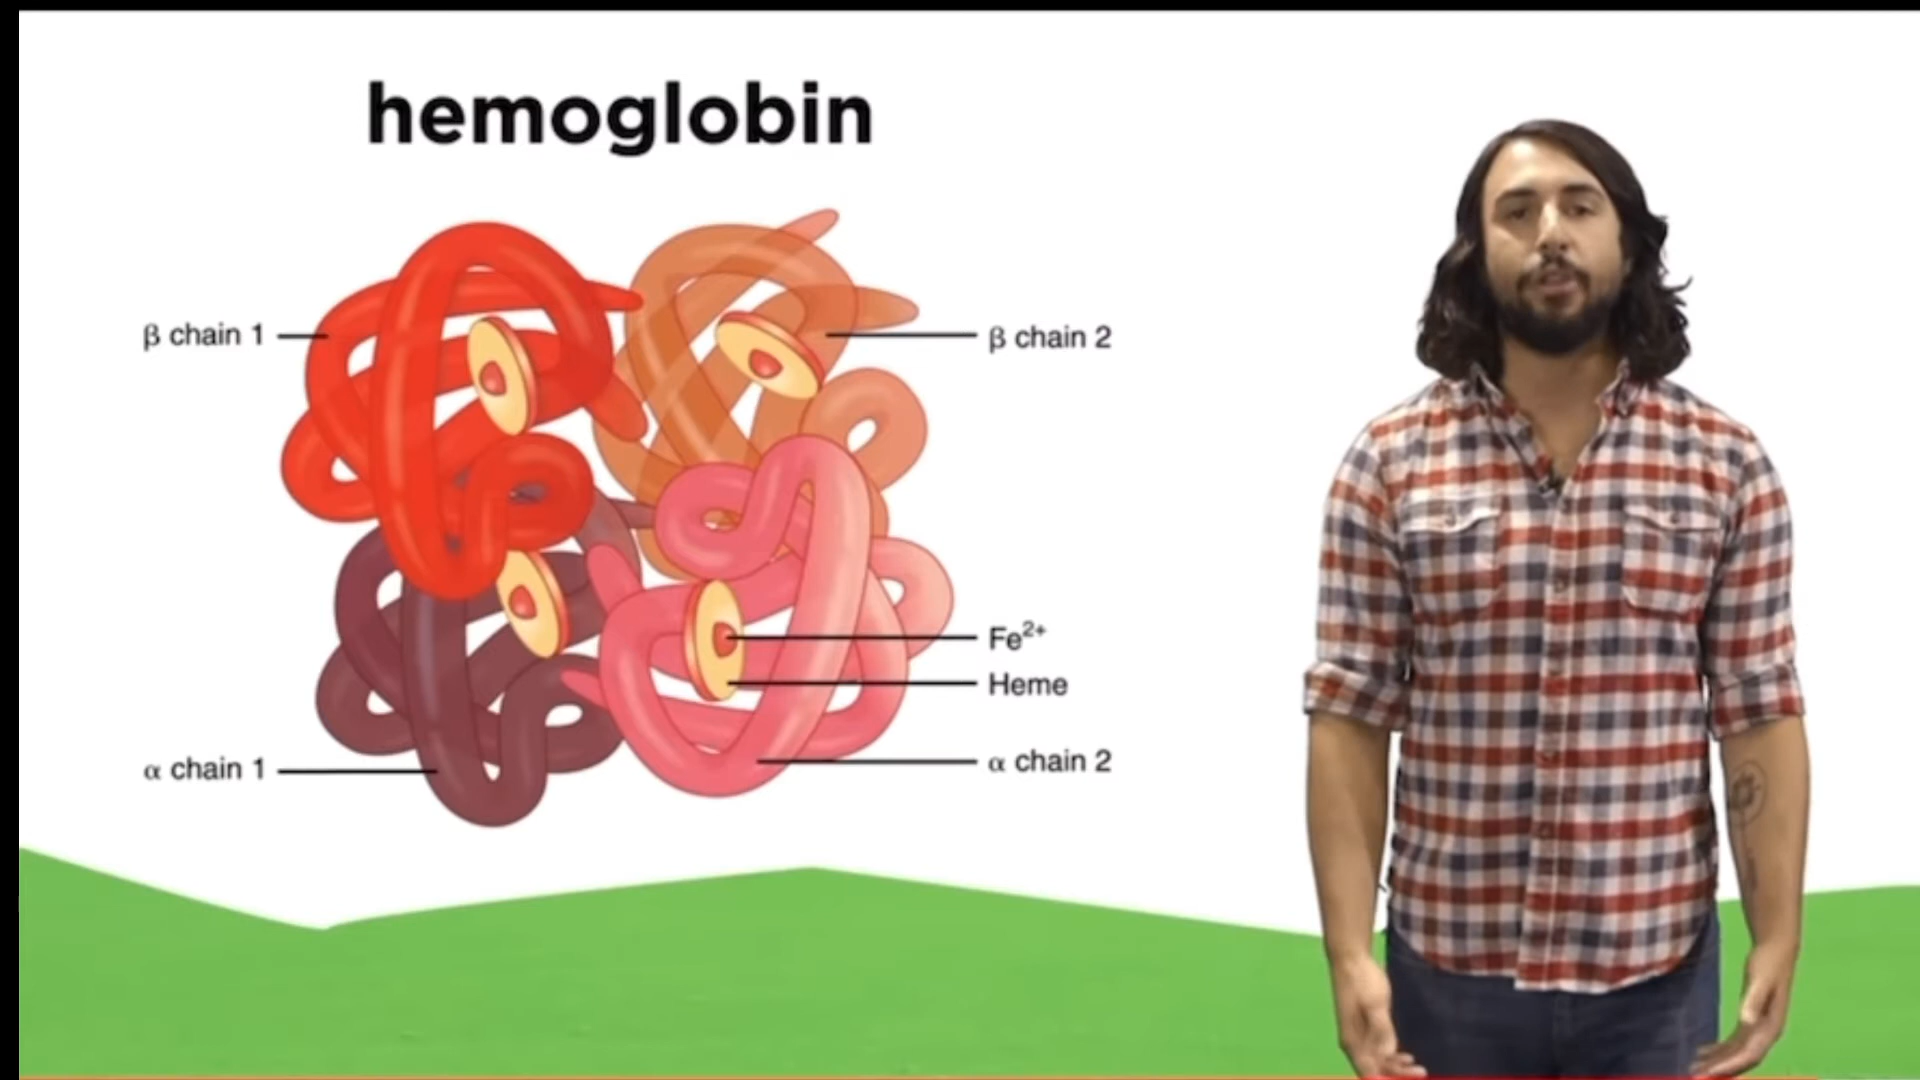 hemoglobin
β chain 1
β chain 2
Fe²⁺
Heme
α chain 1
α chain 2